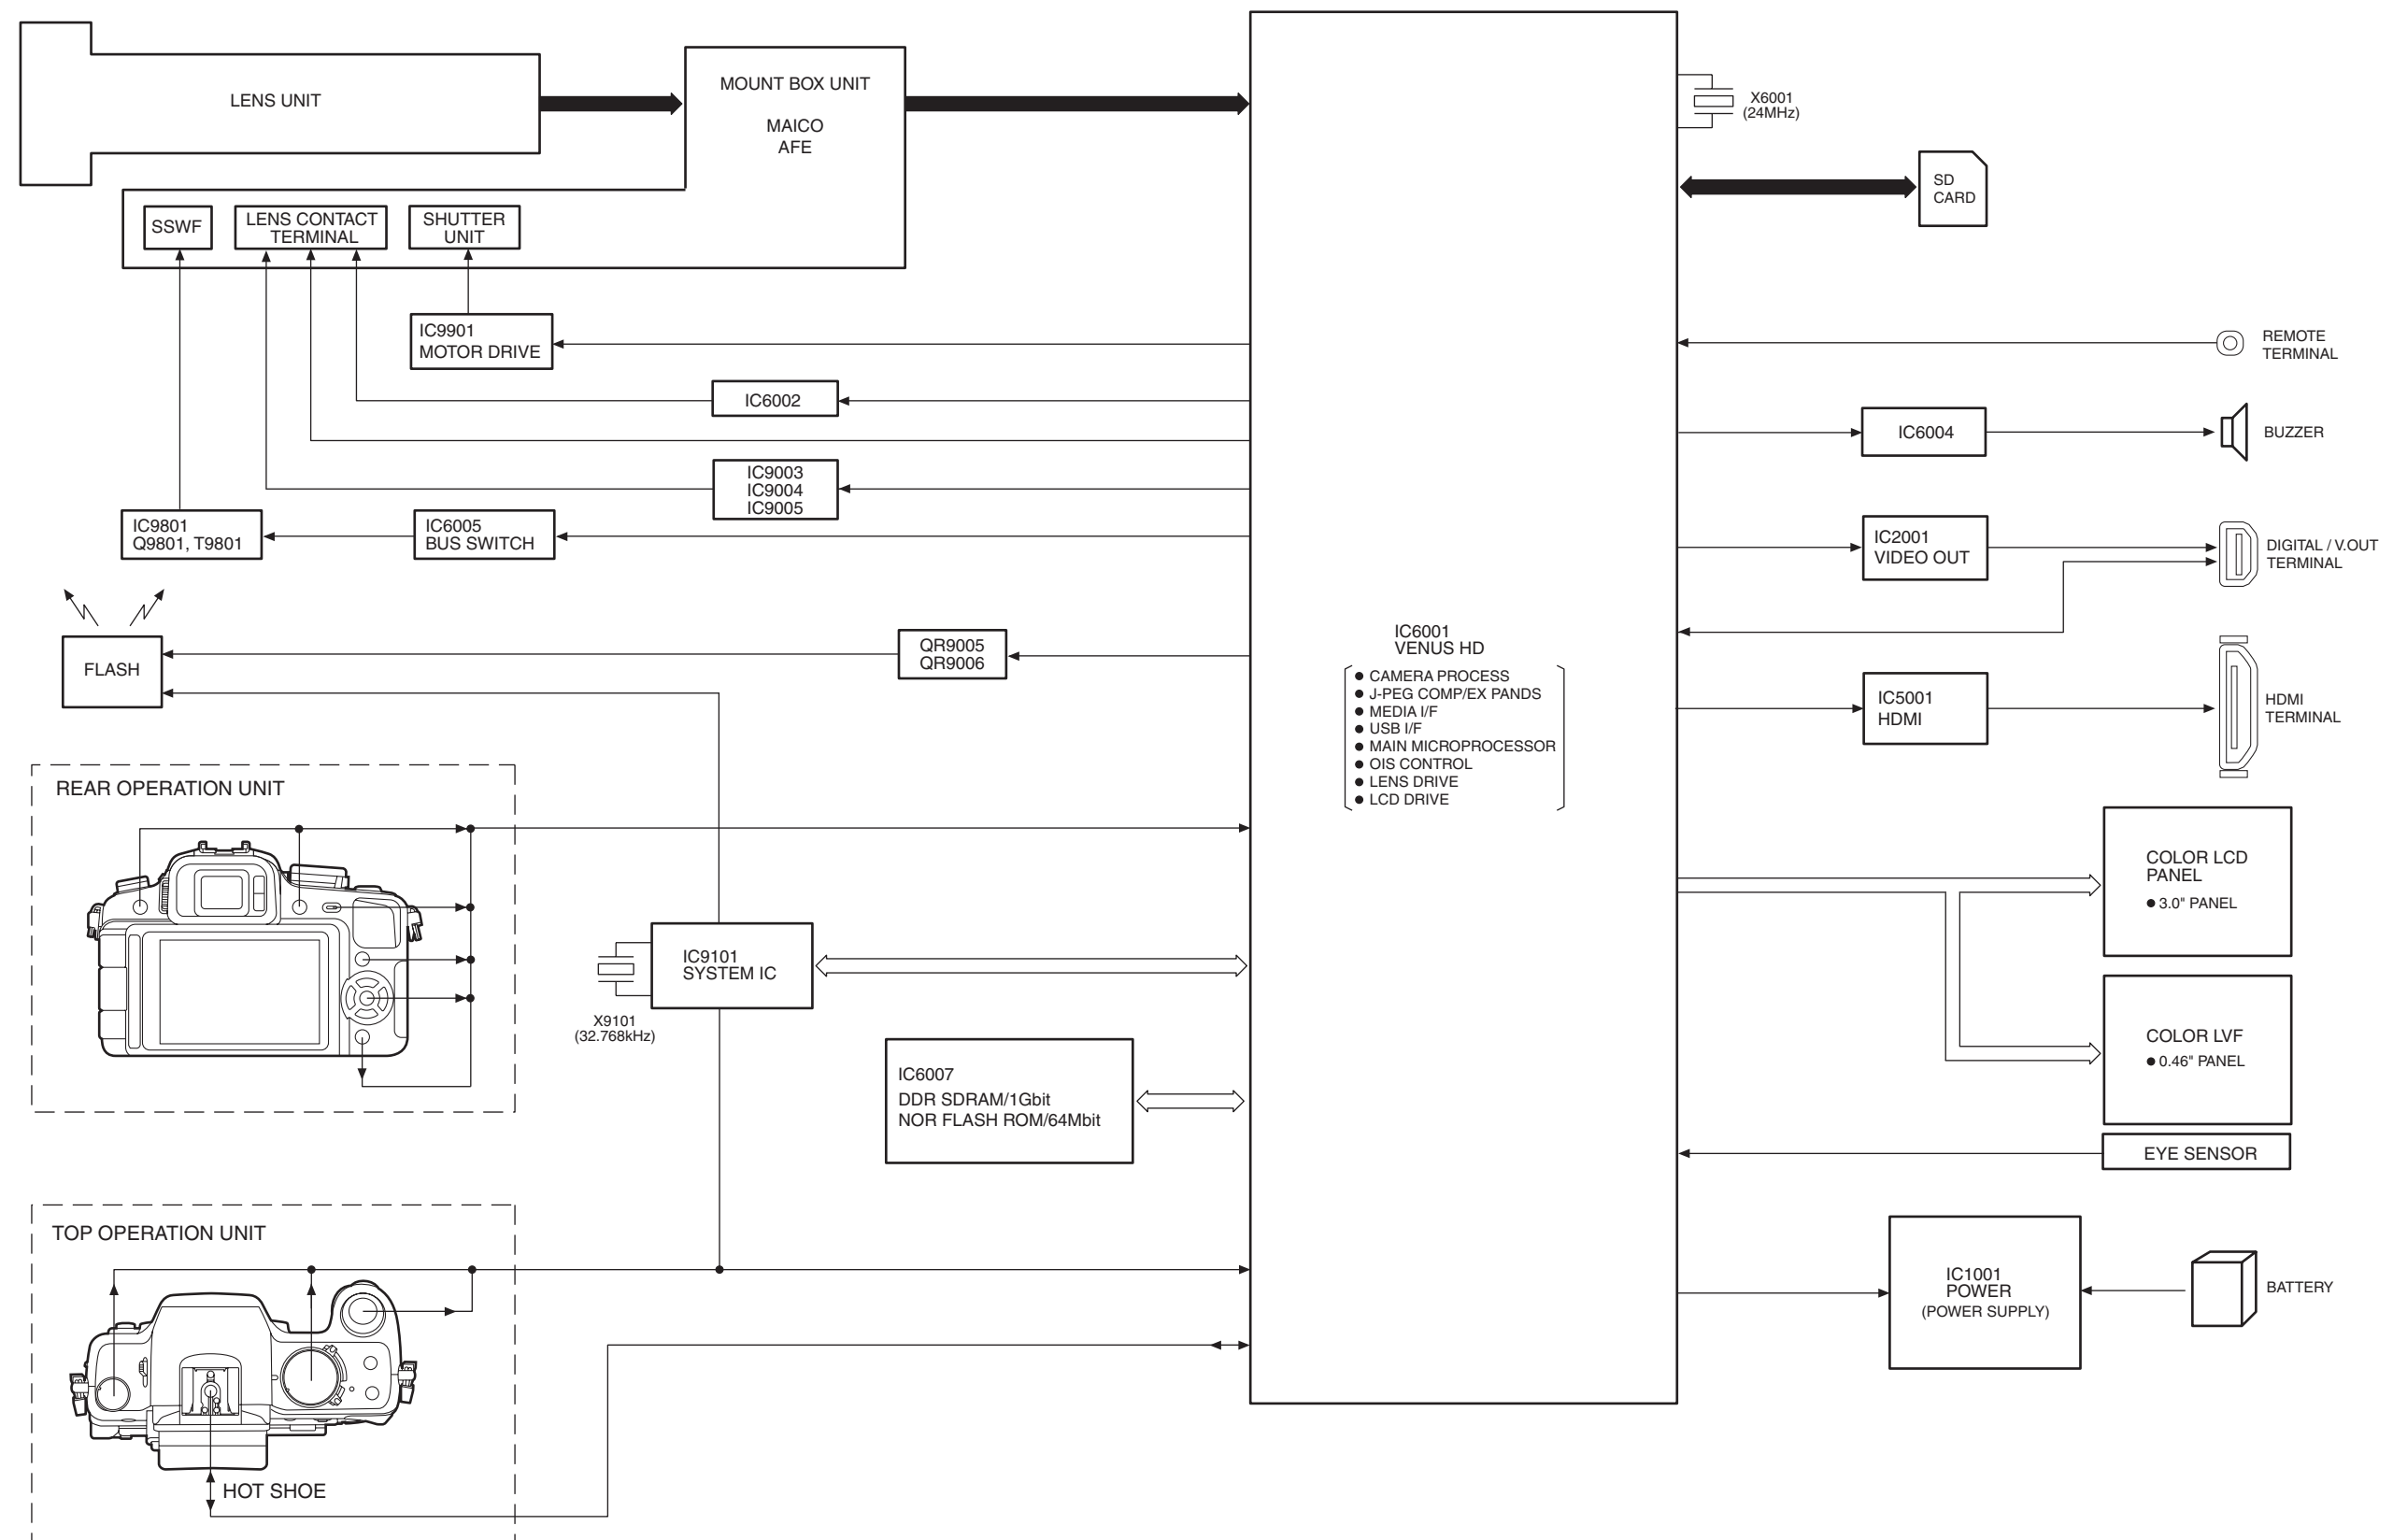 LENS UNIT
MOUNT BOX UNIT
MAICO
AFE
SSWF
LENS CONTACT
TERMINAL
SHUTTER
UNIT
IC9901
MOTOR DRIVE
IC6002
IC9003
IC9004
IC9005
IC9801
Q9801, T9801
IC6005
BUS SWITCH
FLASH
QR9005
QR9006
REAR OPERATION UNIT
IC9101
SYSTEM IC
X9101
(32.768kHz)
IC6007
DDR SDRAM/1Gbit
NOR FLASH ROM/64Mbit
TOP OPERATION UNIT
HOT SHOE
IC6001
VENUS HD
● CAMERA PROCESS
● J-PEG COMP/EX PANDS
● MEDIA I/F
● USB I/F
● MAIN MICROPROCESSOR
● OIS CONTROL
● LENS DRIVE
● LCD DRIVE
X6001
(24MHz)
SD
CARD
REMOTE
TERMINAL
IC6004
BUZZER
IC2001
VIDEO OUT
DIGITAL / V.OUT
TERMINAL
IC5001
HDMI
HDMI
TERMINAL
COLOR LCD
PANEL
● 3.0" PANEL
COLOR LVF
● 0.46" PANEL
EYE SENSOR
IC1001
POWER
(POWER SUPPLY)
BATTERY